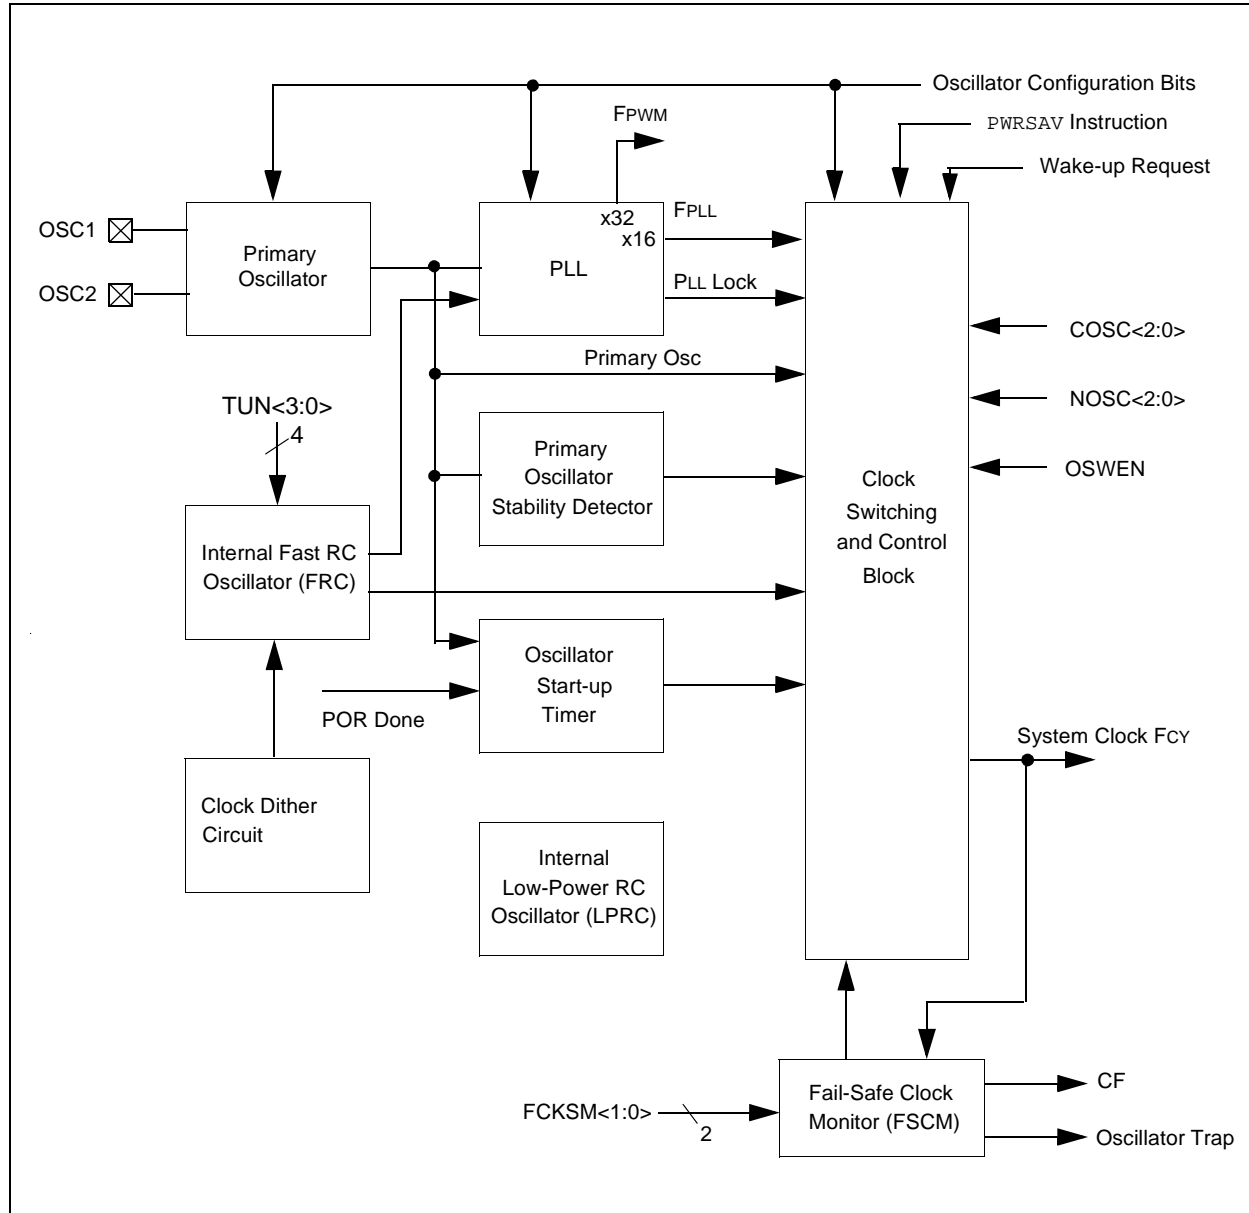 Oscillator Configuration Bits
FPWM
PWRSAV Instruction
Wake-up Request
OSC1
OSC2
Primary
Oscillator
x32
x16
PLL
FPLL
PLL Lock
COSC<2:0>
Primary Osc
NOSC<2:0>
TUN<3:0>
4
Primary
Oscillator
Stability Detector
OSWEN
Clock
Switching
and Control
Block
Internal Fast RC
Oscillator (FRC)
Oscillator
Start-up
Timer
POR Done
System Clock FCY
Clock Dither
Circuit
Internal
Low-Power RC
Oscillator (LPRC)
FCKSM<1:0>
2
Fail-Safe Clock
Monitor (FSCM)
CF
Oscillator Trap